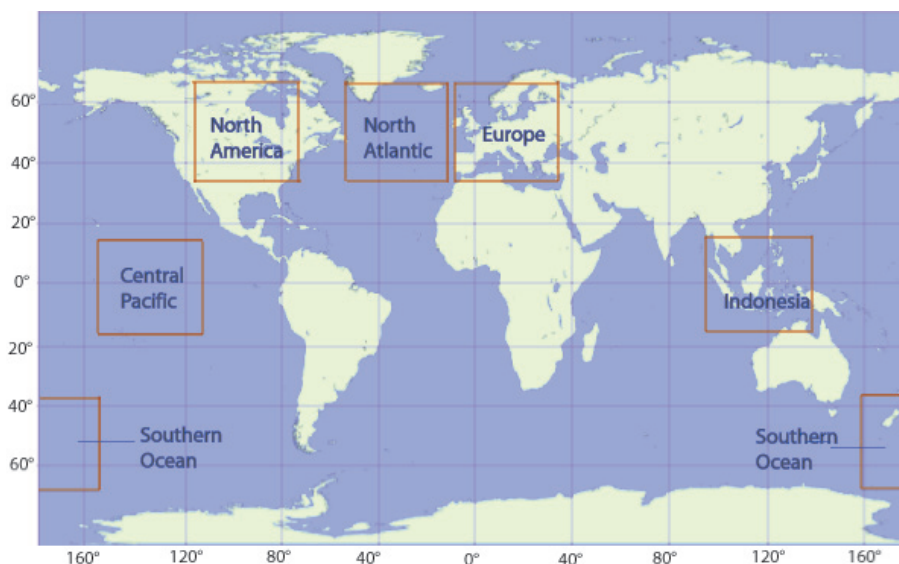 60°
North
America
North
Atlantic
Europe
40°
20°
Central
Pacific
0°
Indonesia
20°
40°
Southern
Ocean
Southern
Ocean
60°
160° 120° 80° 40° 0° 40° 80° 120° 160°